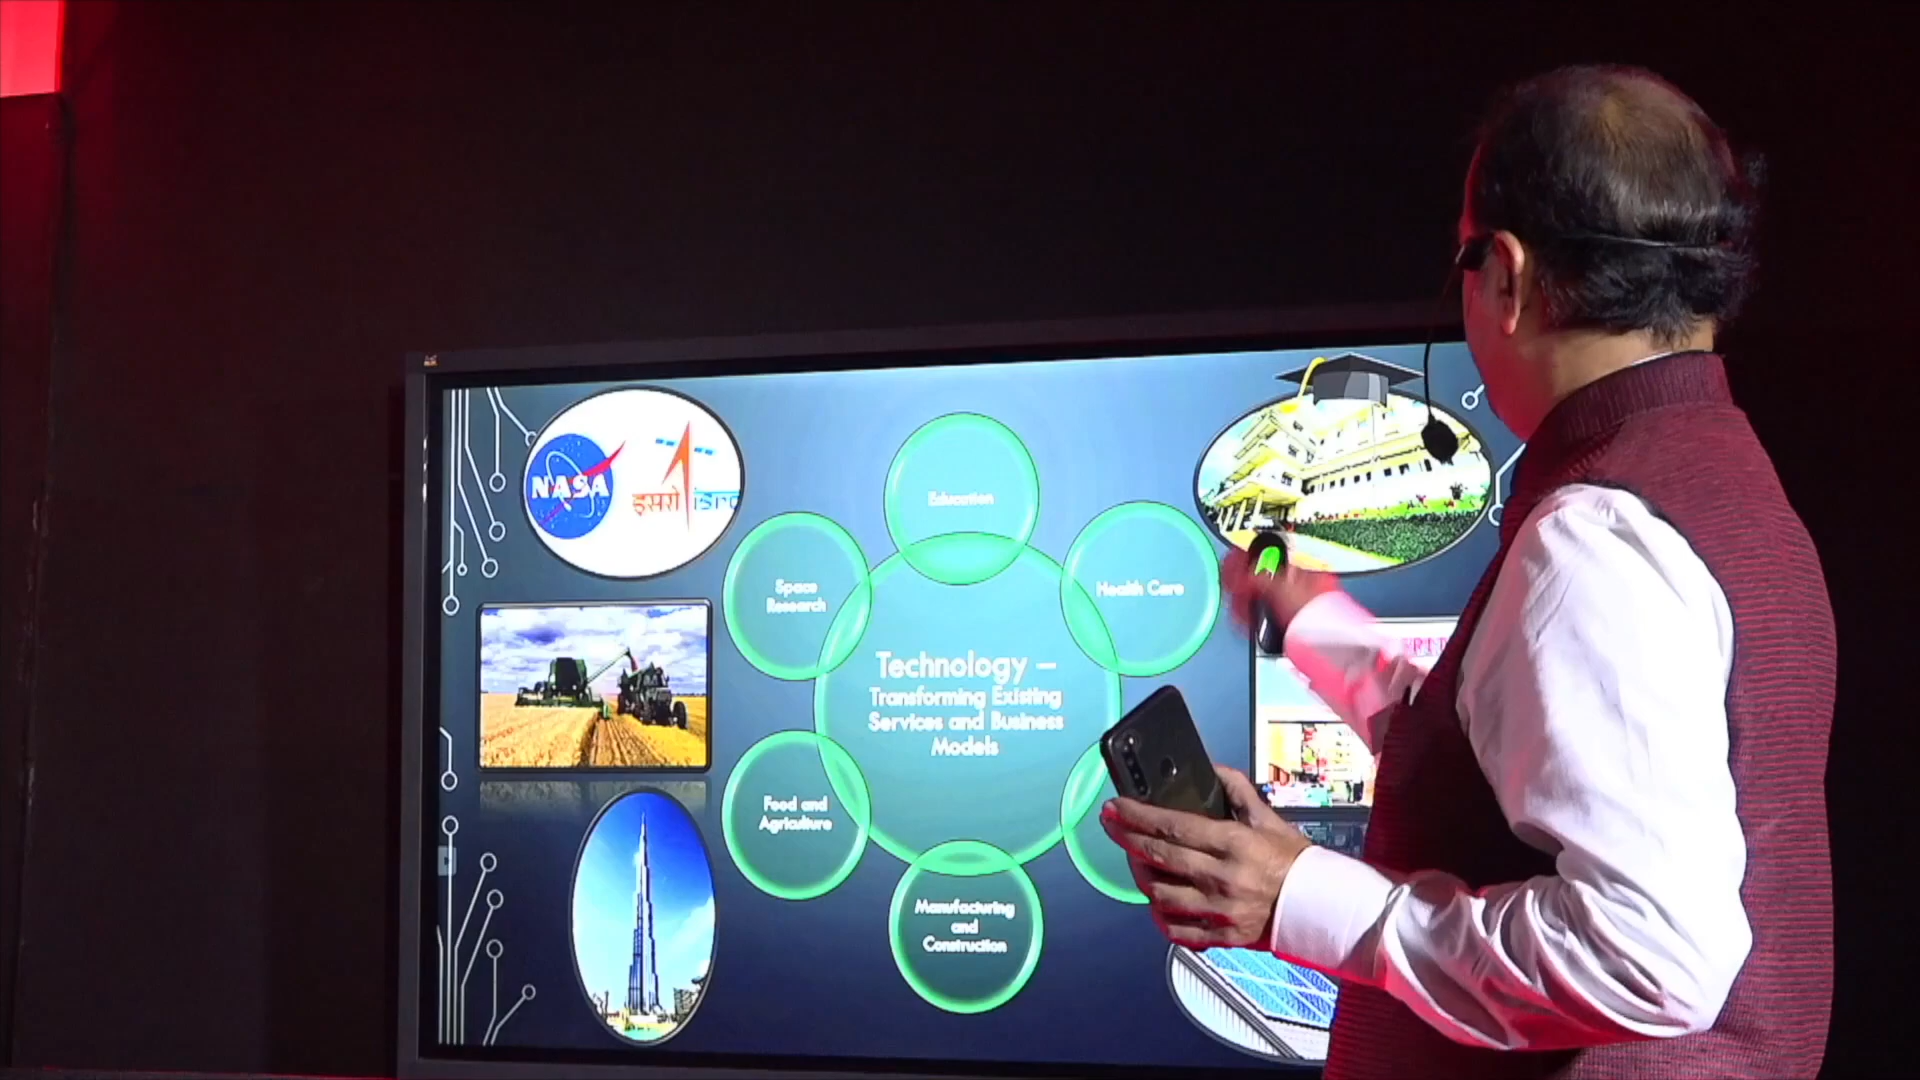 NASA
इसरो isro
Education
Space
Research
Health Care
Technology –
Transforming Existing
Services and Business
Models
Food and
Agriculture
Manufacturing
and
Construction